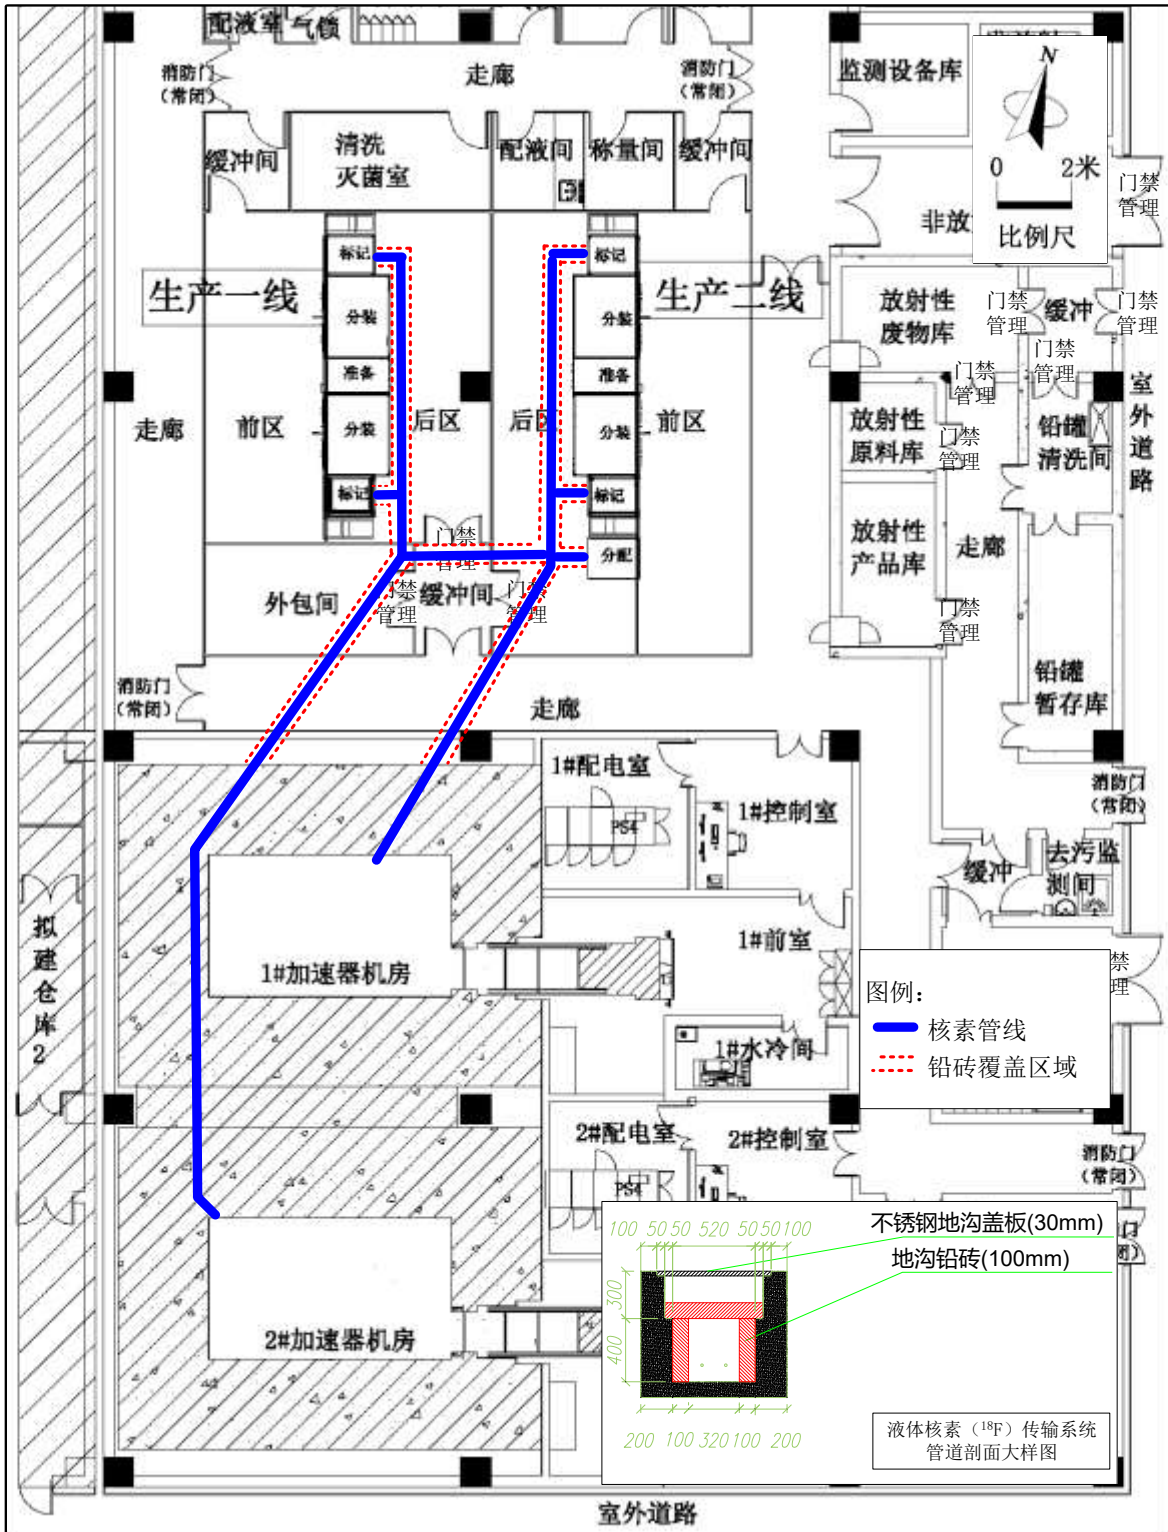 配液室
气锁
消防门
(常闭)
走廊
消防门
(常闭)
监测设备库
N
0 2米
比例尺
缓冲间
清洗
灭菌室
配液间
称量间
缓冲间
门禁
管理
标记
标记
生产一线
生产二线
分装
分装
放射性
废物库
门禁
管理
缓冲
门禁
管理
准备
准备
门禁
管理
门禁
管理
走廊
前区
分装
后区
后区
分装
前区
放射性
原料库
门禁
管理
铅罐
清洗间
室外道路
标记
标记
门禁
管理
分配
放射性
产品库
走廊
外包间
门禁
管理
缓冲间
门禁
管理
门禁
管理
消防门
(常闭)
走廊
铅罐
暂存库
1#配电室
PS4
1#控制室
消防门
(常闭)
缓冲
去污监
测间
拟建仓库2
1#加速器机房
1#前室
禁
理
图例：
核素管线
铅砖覆盖区域
1#水冷间
2#配电室
PS4
2#控制室
消防门
(常闭)
2#加速器机房
100 50 50 520 50 50 100
不锈钢地沟盖板(30mm)
地沟铅砖(100mm)
300
400
200 100 320 100 200
液体核素（¹⁸F）传输系统
管道剖面大样图
室外道路